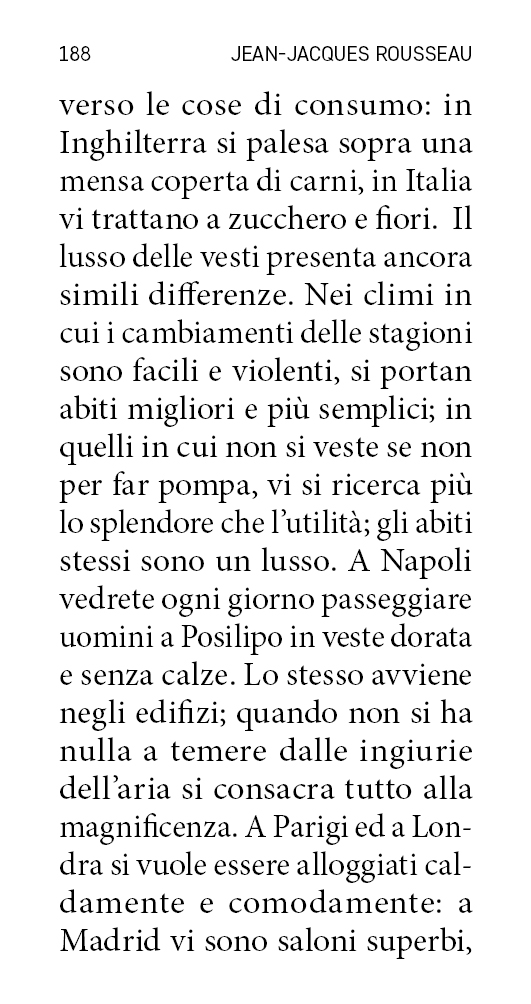 188 JEAN-JACQUES ROUSSEAU
verso le cose di consumo: in
Inghilterra si palesa sopra una
mensa coperta di carni, in Italia
vi trattano a zucchero e fiori. Il
lusso delle vesti presenta ancora
simili differenze. Nei climi in
cui i cambiamenti delle stagioni
sono facili e violenti, si portan
abiti migliori e più semplici; in
quelli in cui non si veste se non
per far pompa, vi si ricerca più
lo splendore che l’utilità; gli abiti
stessi sono un lusso. A Napoli
vedrete ogni giorno passeggiare
uomini a Posilipo in veste dorata
e senza calze. Lo stesso avviene
negli edifizi; quando non si ha
nulla a temere dalle ingiurie
dell’aria si consacra tutto alla
magnificenza. A Parigi ed a Lon-
dra si vuole essere alloggiati cal-
damente e comodamente: a
Madrid vi sono saloni superbi,